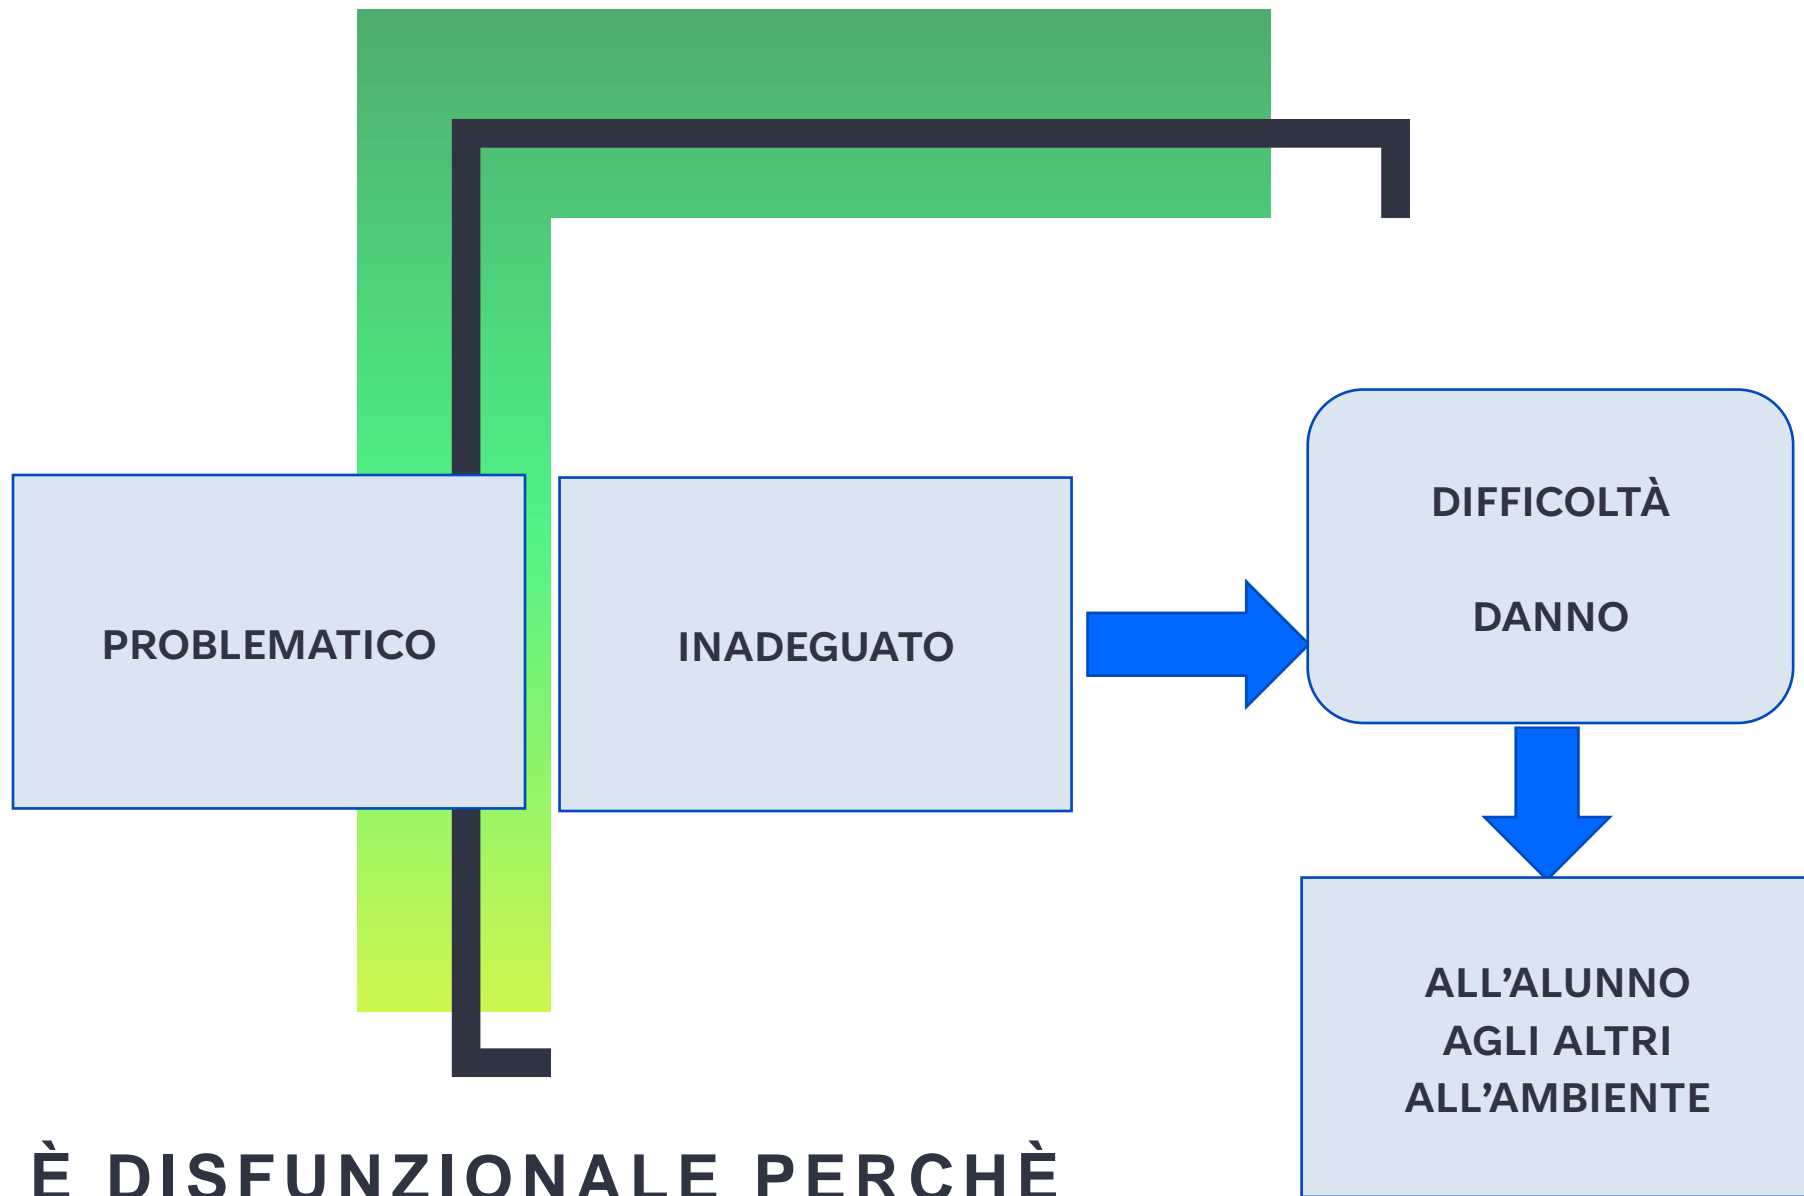 PROBLEMATICO
INADEGUATO
DIFFICOLTÀ
DANNO
ALL’ALUNNO
AGLI ALTRI
ALL’AMBIENTE
È DISFUNZIONALE PERCHÈ